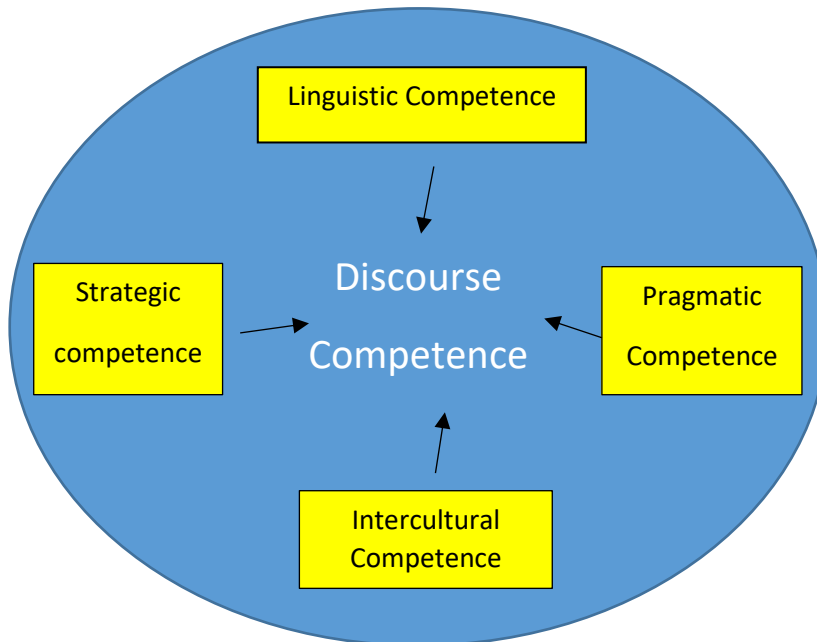 Linguistic Competence
Strategic
competence
Discourse
Competence
Pragmatic
Competence
Intercultural
Competence